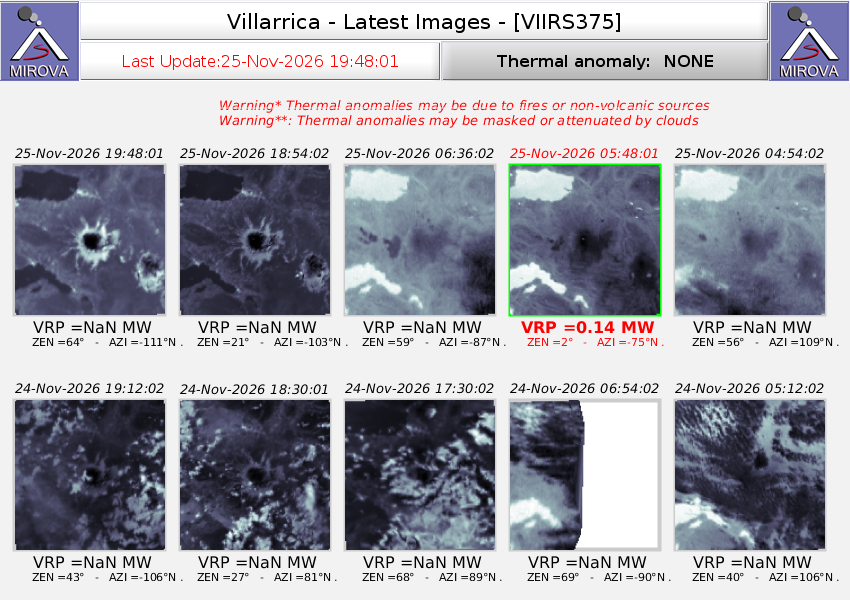 Villarrica - Latest Images - [VIIRS375]
MIROVA
Last Update:25-Nov-2026 19:48:01
Thermal anomaly: NONE
MIROVA
Warning* Thermal anomalies may be due to fires or non-volcanic sources
Warning**: Thermal anomalies may be masked or attenuated by clouds
25-Nov-2026 19:48:01 25-Nov-2026 18:54:02 25-Nov-2026 06:36:02 25-Nov-2026 05:48:01 25-Nov-2026 04:54:02
VRP =NaN MW VRP =NaN MW VRP =NaN MW VRP =0.14 MW VRP =NaN MW
ZEN =64° - AZI =-111°N . ZEN =21° - AZI =-103°N . ZEN =59° - AZI =-87°N . ZEN =2° - AZI =-75°N . ZEN =56° - AZI =109°N .
24-Nov-2026 19:12:02 24-Nov-2026 18:30:01 24-Nov-2026 17:30:02 24-Nov-2026 06:54:02 24-Nov-2026 05:12:02
VRP =NaN MW VRP =NaN MW VRP =NaN MW VRP =NaN MW VRP =NaN MW
ZEN =43° - AZI =-106°N . ZEN =27° - AZI =81°N . ZEN =68° - AZI =89°N . ZEN =69° - AZI =-90°N . ZEN =40° - AZI =106°N .